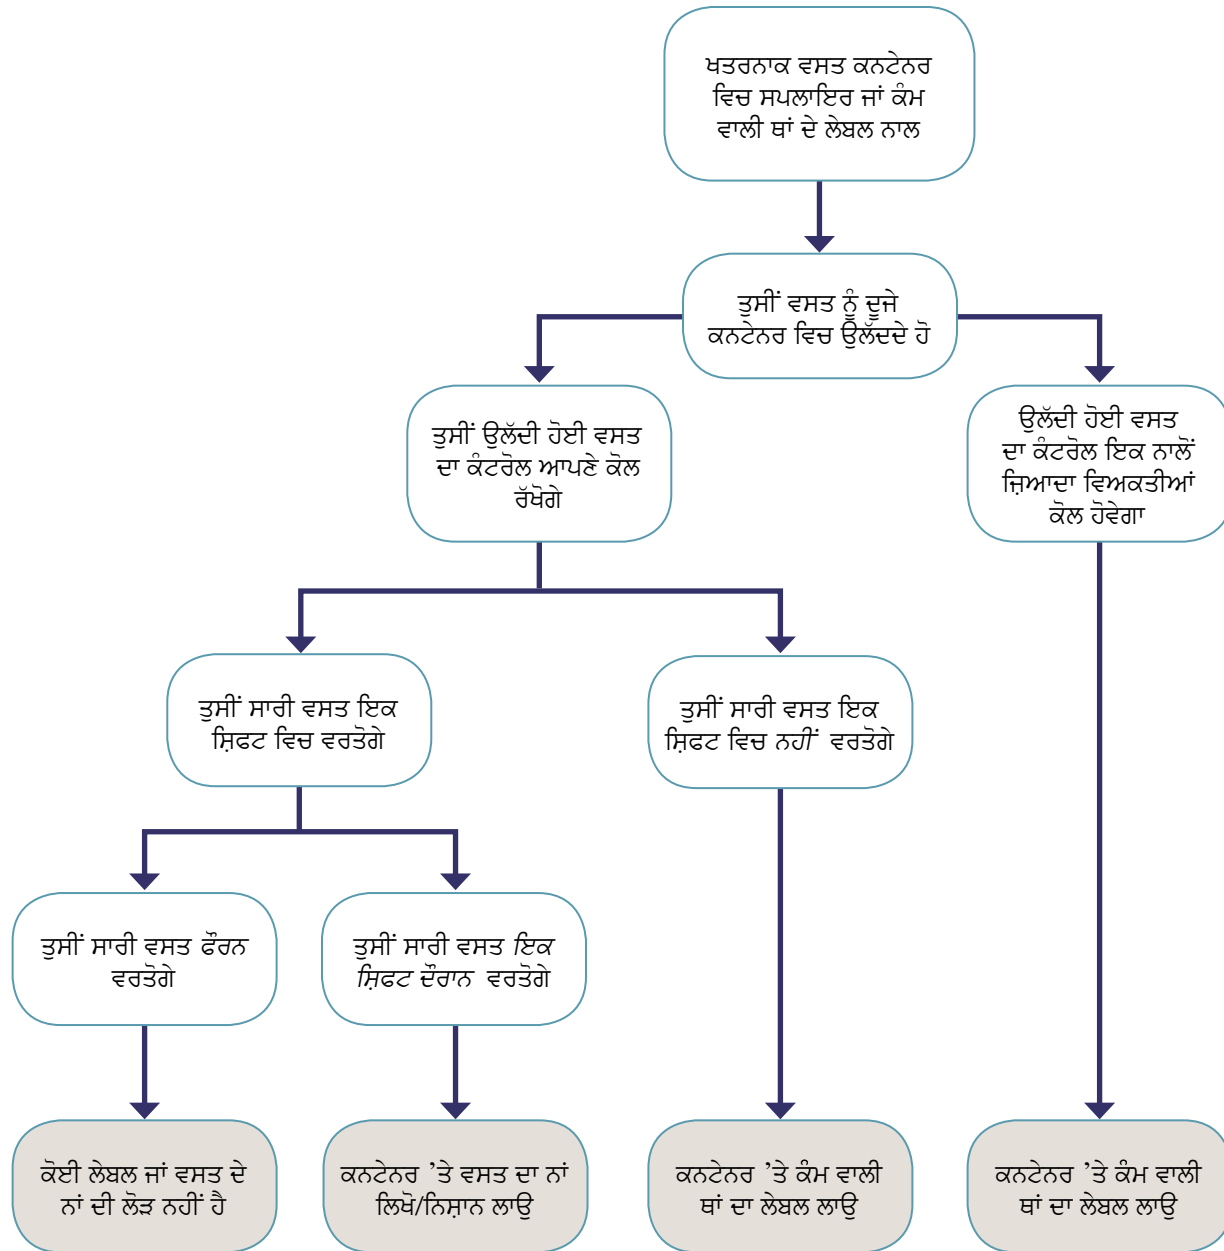 ਖਤਰਨਾਕ ਵਸਤ ਕਨਟੇਨਰ
ਵਿਚ ਸਪਲਾਇਰ ਜਾਂ ਕੰਮ
ਵਾਲੀ ਥਾਂ ਦੇ ਲੇਬਲ ਨਾਲ
ਤੁਸੀਂ ਵਸਤ ਨੂੰ ਦੂਜੇ
ਕਨਟੇਨਰ ਵਿਚ ਉਲੱਦਦੇ ਹੋ
ਤੁਸੀਂ ਉਲੱਦੀ ਹੋਈ ਵਸਤ
ਦਾ ਕੰਟਰੋਲ ਆਪਣੇ ਕੋਲ
ਰੱਖੋਗੇ
ਉਲੱਦੀ ਹੋਈ ਵਸਤ
ਦਾ ਕੰਟਰੋਲ ਇਕ ਨਾਲੋਂ
ਜ਼ਿਆਦਾ ਵਿਅਕਤੀਆਂ
ਕੋਲ ਹੋਵੇਗਾ
ਤੁਸੀਂ ਸਾਰੀ ਵਸਤ ਇਕ
ਸ਼ਿਫਟ ਵਿਚ ਵਰਤੋਗੇ
ਤੁਸੀਂ ਸਾਰੀ ਵਸਤ ਇਕ
ਸ਼ਿਫਟ ਵਿਚ ਨਹੀਂ ਵਰਤੋਗੇ
ਤੁਸੀਂ ਸਾਰੀ ਵਸਤ ਫੌਰਨ
ਵਰਤੋਗੇ
ਤੁਸੀਂ ਸਾਰੀ ਵਸਤ ਇਕ
ਸ਼ਿਫਟ ਦੌਰਾਨ ਵਰਤੋਗੇ
ਕੋਈ ਲੇਬਲ ਜਾਂ ਵਸਤ ਦੇ
ਨਾਂ ਦੀ ਲੋੜ ਨਹੀਂ ਹੈ
ਕਨਟੇਨਰ ’ਤੇ ਵਸਤ ਦਾ ਨਾਂ
ਲਿਖੋ/ਨਿਸ਼ਾਨ ਲਾਉ
ਕਨਟੇਨਰ ’ਤੇ ਕੰਮ ਵਾਲੀ
ਥਾਂ ਦਾ ਲੇਬਲ ਲਾਉ
ਕਨਟੇਨਰ ’ਤੇ ਕੰਮ ਵਾਲੀ
ਥਾਂ ਦਾ ਲੇਬਲ ਲਾਉ